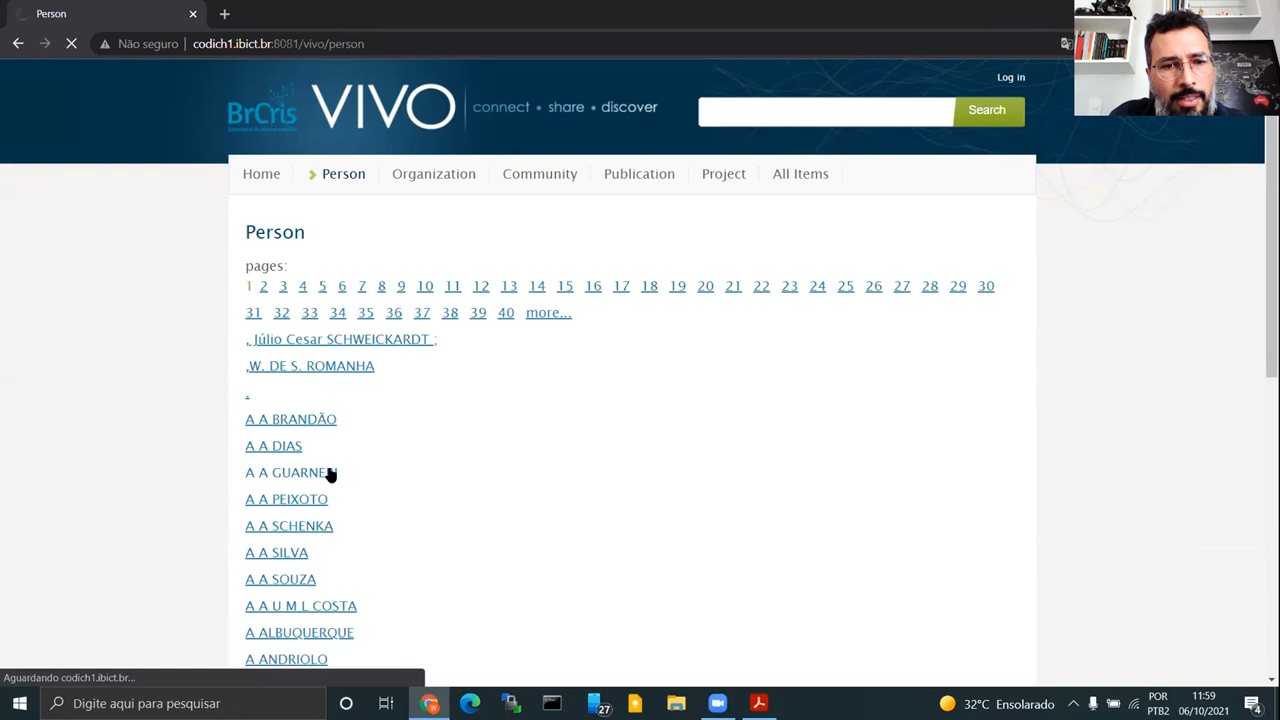 Person
Não seguro codich1.ibict.br:8081/vivo/person
Log in
BrCris VIVO connect • share • discover
Search
Home Person Organization Community Publication Project All Items
Person
pages:
1 2 3 4 5 6 7 8 9 10 11 12 13 14 15 16 17 18 19 20 21 22 23 24 25 26 27 28 29 30
31 32 33 34 35 36 37 38 39 40 more...
, Júlio Cesar SCHWEICKARDT ;
,W. DE S. ROMANHA
.
A A BRANDÃO
A A DIAS
A A
A A PEIXOTO
A A SCHENKA
A A SILVA
A A SOUZA
A A U M L COSTA
A ALBUQUERQUE
A ANDRIOLO
Aguardando codich1.ibict.br...
Digite aqui para pesquisar
27
32°C Ensolarado
POR
PTB2
11:59
06/10/2021
4